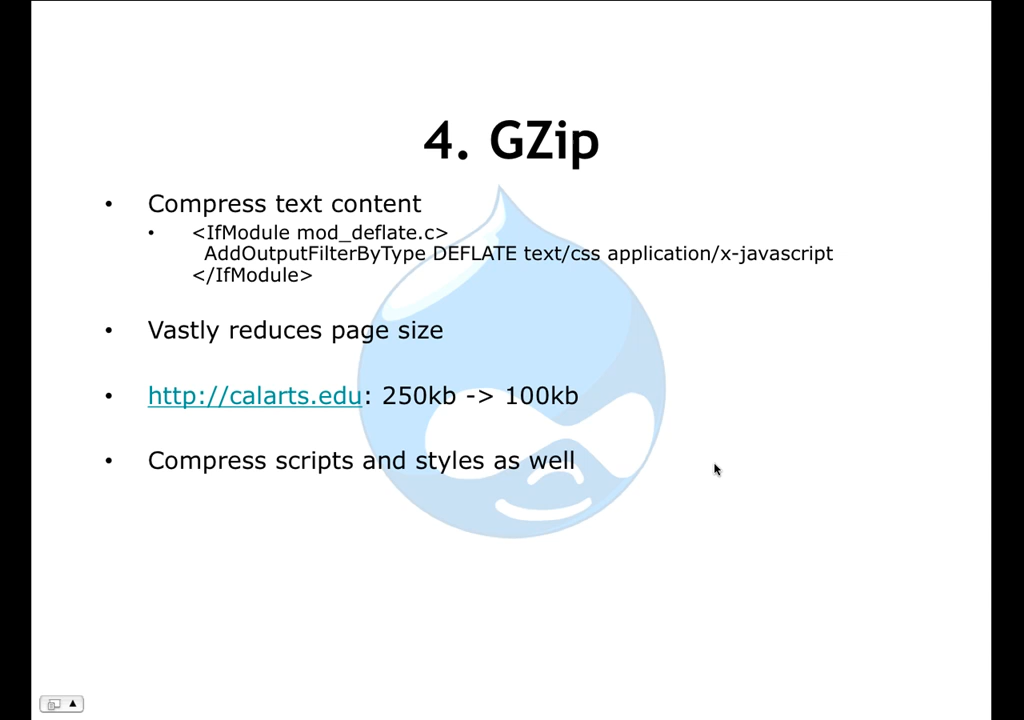 4. GZip
• Compress text content
• <IfModule mod_deflate.c>
AddOutputFilterByType DEFLATE text/css application/x-javascript
</IfModule>
• Vastly reduces page size
• http://calarts.edu: 250kb -> 100kb
• Compress scripts and styles as well